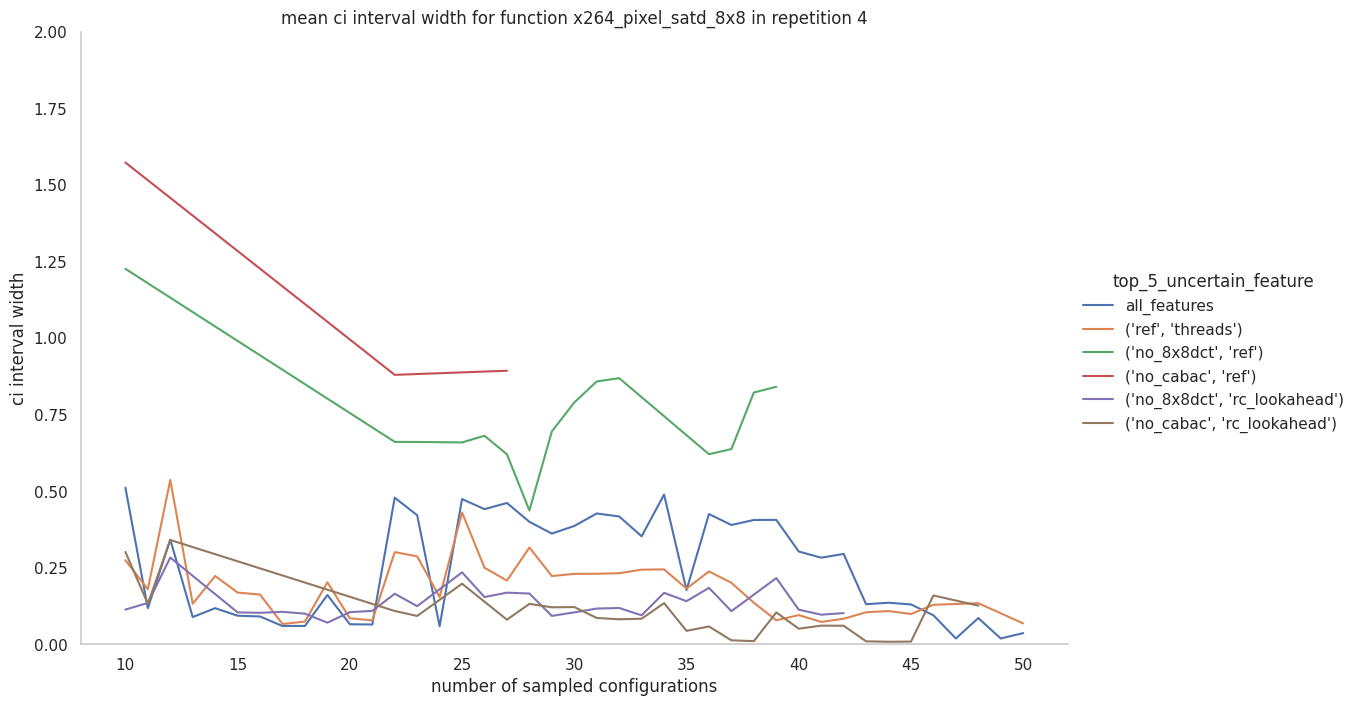 mean ci interval width for function x264_pixel_satd_8x8 in repetition 4
2.00
1.75
1.50
1.25
1.00
0.75
0.50
0.25
0.00
ci interval width
10 15 20 25 30 35 40 45 50
number of sampled configurations
top_5_uncertain_feature
all_features
('ref', 'threads')
('no_8x8dct', 'ref')
('no_cabac', 'ref')
('no_8x8dct', 'rc_lookahead')
('no_cabac', 'rc_lookahead')